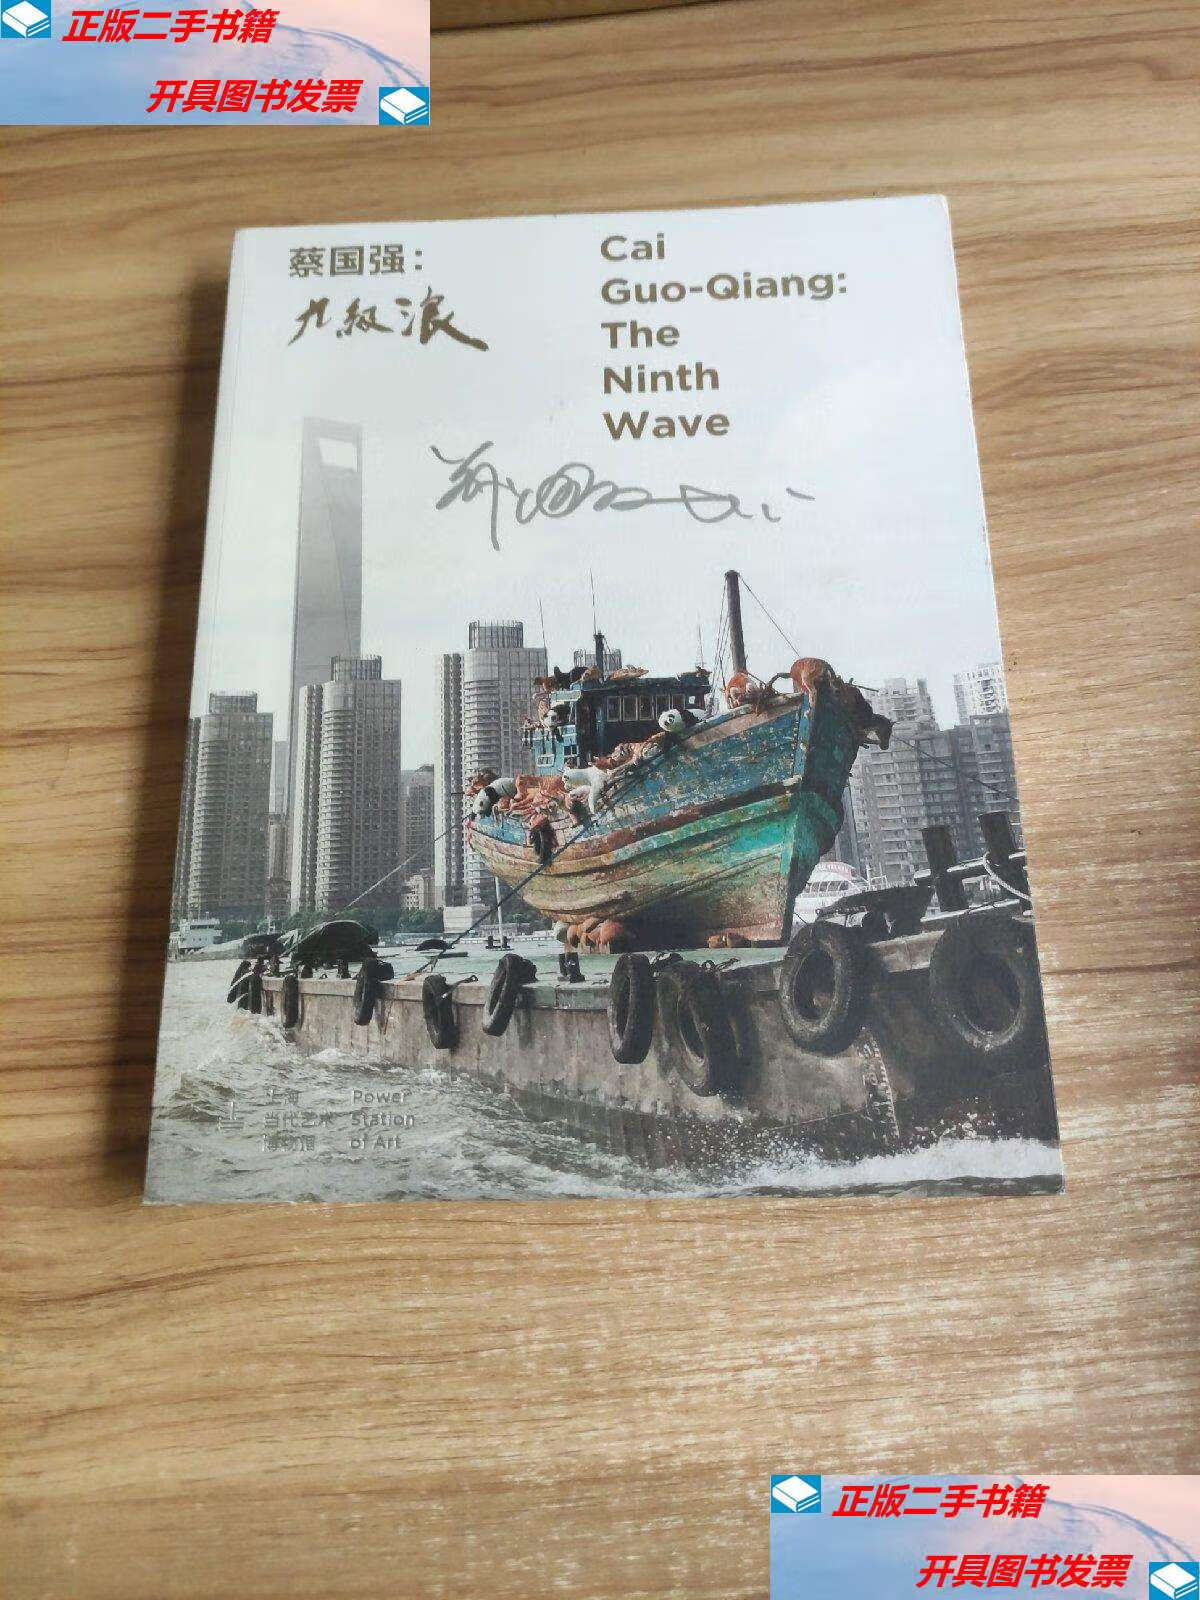 正版二手书籍
开具图书发票
蔡国强:
九级浪
Cai
Guo-Qiang:
The
Ninth
Wave
上海
当代艺术
博物馆
Power
Station
of Art
正版二手书籍
开具图书发票